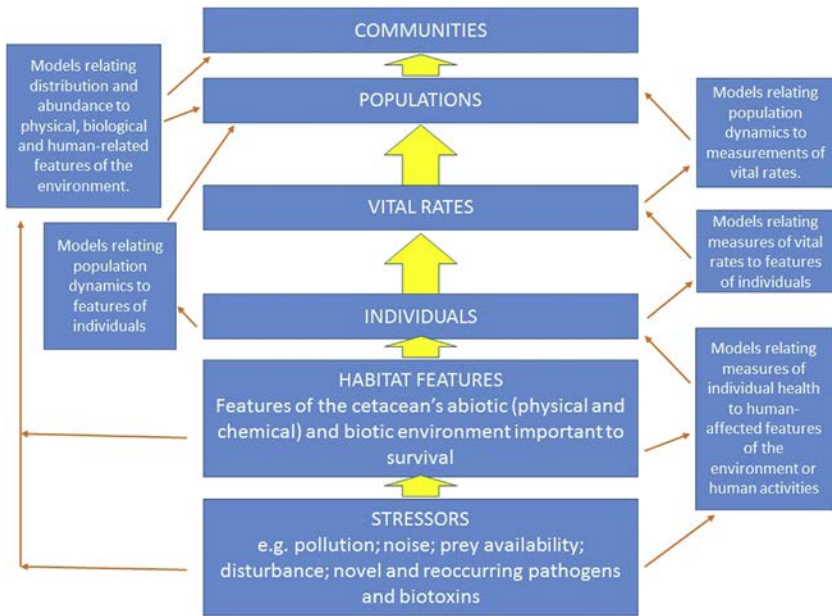 COMMUNITIES
Models relating
distribution and
abundance to
physical, biological
and human-related
features of the
environment.
POPULATIONS
Models relating
population
dynamics to
measurements of
vital rates.
VITAL RATES
Models relating
population
dynamics to
features of
individuals
Models relating
measures of vital
rates to features
of individuals
INDIVIDUALS
HABITAT FEATURES
Features of the cetacean's abiotic (physical and
chemical) and biotic environment important to
survival
Models relating
measures of
individual health
to human-
affected features
of the
environment or
human activities
STRESSORS
e.g. pollution; noise; prey availability;
disturbance; novel and reoccurring pathogens
and biotoxins